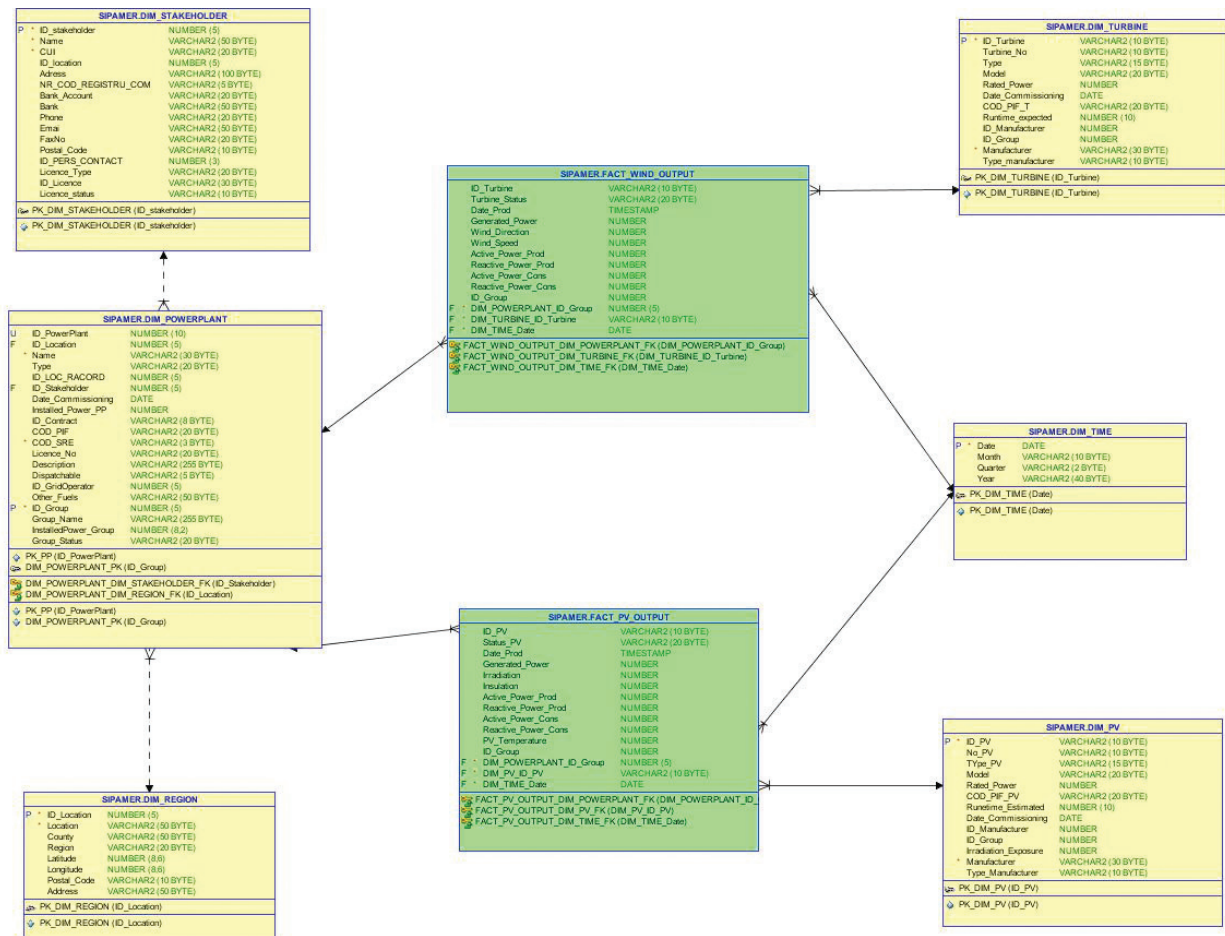 SIPAMER.DIM_STAKEHOLDER
P * ID_stakeholder NUMBER (5)
* Name VARCHAR2 (50 BYTE)
* CUI VARCHAR2 (20 BYTE)
ID_location NUMBER (5)
Adress VARCHAR2 (100 BYTE)
NR_COD_REGISTRU_COM VARCHAR2 (5 BYTE)
Bank_Account VARCHAR2 (20 BYTE)
Bank VARCHAR2 (50 BYTE)
Phone VARCHAR2 (20 BYTE)
Emai VARCHAR2 (50 BYTE)
FaxNo VARCHAR2 (20 BYTE)
Postal_Code VARCHAR2 (10 BYTE)
ID_PERS_CONTACT NUMBER (3)
Licence_Type VARCHAR2 (20 BYTE)
ID_Licence VARCHAR2 (30 BYTE)
Licence_status VARCHAR2 (10 BYTE)
PK_DIM_STAKEHOLDER (ID_stakeholder)
PK_DIM_STAKEHOLDER (ID_stakeholder)
SIPAMER.DIM_TURBINE
P * ID_Turbine VARCHAR2 (10 BYTE)
Turbine_No VARCHAR2 (10 BYTE)
Type VARCHAR2 (15 BYTE)
Model VARCHAR2 (20 BYTE)
Rated_Power NUMBER
Date_Commissioning DATE
COD_PIF_T VARCHAR2 (20 BYTE)
Runtime_expected NUMBER (10)
ID_Manufacturer NUMBER
ID_Group NUMBER
* Manufacturer VARCHAR2 (30 BYTE)
Type_manufacturer VARCHAR2 (10 BYTE)
PK_DIM_TURBINE (ID_Turbine)
PK_DIM_TURBINE (ID_Turbine)
SIPAMER.FACT_WIND_OUTPUT
ID_Turbine VARCHAR2 (10 BYTE)
Turbine_Status VARCHAR2 (20 BYTE)
Date_Prod TIMESTAMP
Generated_Power NUMBER
Wind_Direction NUMBER
Wind_Speed NUMBER
Active_Power_Prod NUMBER
Reactive_Power_Prod NUMBER
Active_Power_Cons NUMBER
Reactive_Power_Cons NUMBER
ID_Group NUMBER
F * DIM_POWERPLANT_ID_Group NUMBER (5)
F * DIM_TURBINE_ID_Turbine VARCHAR2 (10 BYTE)
F * DIM_TIME_Date DATE
FACT_WIND_OUTPUT_DIM_POWERPLANT_FK (DIM_POWERPLANT_ID_Group)
FACT_WIND_OUTPUT_DIM_TURBINE_FK (DIM_TURBINE_ID_Turbine)
FACT_WIND_OUTPUT_DIM_TIME_FK (DIM_TIME_Date)
SIPAMER.DIM_POWERPLANT
U ID_PowerPlant NUMBER (10)
F ID_Location NUMBER (5)
* Name VARCHAR2 (30 BYTE)
Type VARCHAR2 (20 BYTE)
ID_LOC_RACORD NUMBER (5)
F ID_Stakeholder NUMBER (5)
Date_Commissioning DATE
Installed_Power_PP NUMBER
ID_Contract VARCHAR2 (8 BYTE)
COD_PIF VARCHAR2 (20 BYTE)
* COD_SRE VARCHAR2 (3 BYTE)
Licence_No VARCHAR2 (20 BYTE)
Description VARCHAR2 (255 BYTE)
Dispatchable VARCHAR2 (5 BYTE)
ID_GridOperator NUMBER (5)
Other_Fuels VARCHAR2 (50 BYTE)
P * ID_Group NUMBER (5)
Group_Name VARCHAR2 (255 BYTE)
InstalledPower_Group NUMBER (8,2)
Group_Status VARCHAR2 (20 BYTE)
PK_PP (ID_PowerPlant)
DIM_POWERPLANT_PK (ID_Group)
DIM_POWERPLANT_DIM_STAKEHOLDER_FK (ID_Stakeholder)
DIM_POWERPLANT_DIM_REGION_FK (ID_Location)
PK_PP (ID_PowerPlant)
DIM_POWERPLANT_PK (ID_Group)
SIPAMER.DIM_TIME
P * Date DATE
Month VARCHAR2 (10 BYTE)
Quarter VARCHAR2 (2 BYTE)
Year VARCHAR2 (40 BYTE)
PK_DIM_TIME (Date)
PK_DIM_TIME (Date)
SIPAMER.FACT_PV_OUTPUT
ID_PV VARCHAR2 (10 BYTE)
Status_PV VARCHAR2 (20 BYTE)
Date_Prod TIMESTAMP
Generated_Power NUMBER
Irradiation NUMBER
Insulation NUMBER
Active_Power_Prod NUMBER
Reactive_Power_Prod NUMBER
Active_Power_Cons NUMBER
Reactive_Power_Cons NUMBER
PV_Temperature NUMBER
ID_Group NUMBER
F * DIM_POWERPLANT_ID_Group NUMBER (5)
F * DIM_PV_ID_PV VARCHAR2 (10 BYTE)
F * DIM_TIME_Date DATE
FACT_PV_OUTPUT_DIM_POWERPLANT_FK (DIM_POWERPLANT_ID_
FACT_PV_OUTPUT_DIM_PV_FK (DIM_PV_ID_PV)
FACT_PV_OUTPUT_DIM_TIME_FK (DIM_TIME_Date)
SIPAMER.DIM_PV
P * ID_PV VARCHAR2 (10 BYTE)
No_PV VARCHAR2 (10 BYTE)
TYpe_PV VARCHAR2 (15 BYTE)
Model VARCHAR2 (20 BYTE)
Rated_Power NUMBER
COD_PIF_PV VARCHAR2 (20 BYTE)
Runetime_Estimated NUMBER (10)
Date_Commissioning DATE
ID_Manufacturer NUMBER
ID_Group NUMBER
Irradiation_Exposure NUMBER
* Manufacturer VARCHAR2 (30 BYTE)
Type_Manufacturer VARCHAR2 (10 BYTE)
PK_DIM_PV (ID_PV)
PK_DIM_PV (ID_PV)
SIPAMER.DIM_REGION
P * ID_Location NUMBER (5)
* Location VARCHAR2 (50 BYTE)
County VARCHAR2 (50 BYTE)
Region VARCHAR2 (20 BYTE)
Latitude NUMBER (8,6)
Longitude NUMBER (8,6)
Postal_Code VARCHAR2 (10 BYTE)
Address VARCHAR2 (50 BYTE)
PK_DIM_REGION (ID_Location)
PK_DIM_REGION (ID_Location)